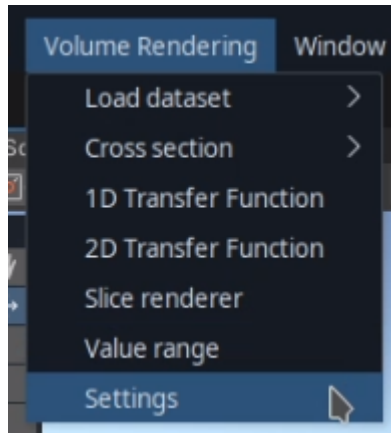 Volume Rendering Window
Load dataset
Cross section
1D Transfer Function
2D Transfer Function
Slice renderer
Value range
Settings